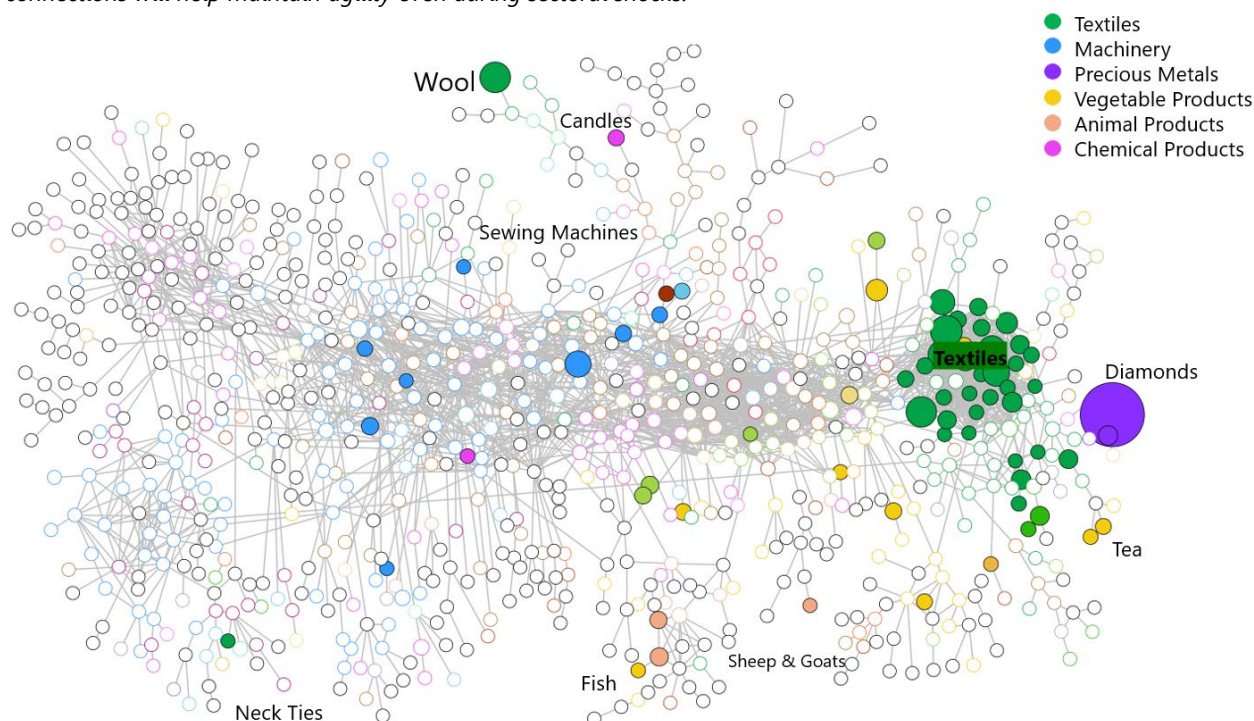 connections will help maintain agility even during sectoral shocks.
Textiles
Machinery
Precious Metals
Vegetable Products
Animal Products
Chemical Products
Wool
Candles
Sewing Machines
Textiles
Diamonds
Tea
Sheep & Goats
Fish
Neck Ties